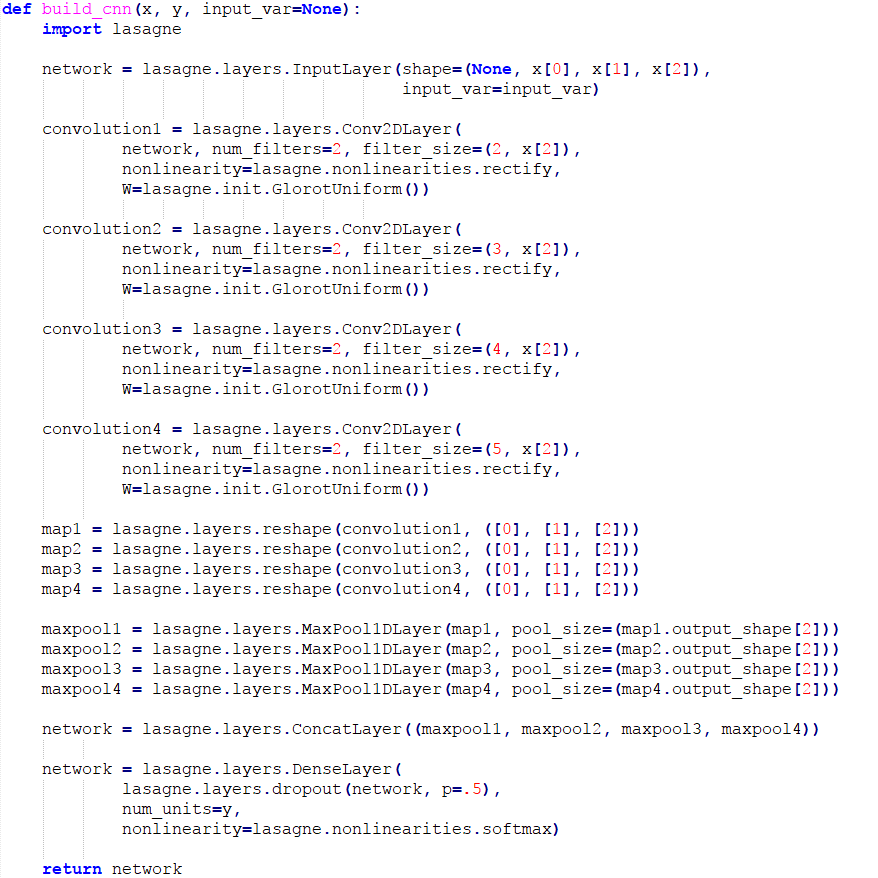 def build_cnn(x, y, input_var=None):
    import lasagne

    network = lasagne.layers.InputLayer(shape=(None, x[0], x[1], x[2]),
                                        input_var=input_var)

    convolution1 = lasagne.layers.Conv2DLayer(
            network, num_filters=2, filter_size=(2, x[2]),
            nonlinearity=lasagne.nonlinearities.rectify,
            W=lasagne.init.GlorotUniform())

    convolution2 = lasagne.layers.Conv2DLayer(
            network, num_filters=2, filter_size=(3, x[2]),
            nonlinearity=lasagne.nonlinearities.rectify,
            W=lasagne.init.GlorotUniform())

    convolution3 = lasagne.layers.Conv2DLayer(
            network, num_filters=2, filter_size=(4, x[2]),
            nonlinearity=lasagne.nonlinearities.rectify,
            W=lasagne.init.GlorotUniform())

    convolution4 = lasagne.layers.Conv2DLayer(
            network, num_filters=2, filter_size=(5, x[2]),
            nonlinearity=lasagne.nonlinearities.rectify,
            W=lasagne.init.GlorotUniform())

    map1 = lasagne.layers.reshape(convolution1, ([0], [1], [2]))
    map2 = lasagne.layers.reshape(convolution2, ([0], [1], [2]))
    map3 = lasagne.layers.reshape(convolution3, ([0], [1], [2]))
    map4 = lasagne.layers.reshape(convolution4, ([0], [1], [2]))

    maxpool1 = lasagne.layers.MaxPool1DLayer(map1, pool_size=(map1.output_shape[2]))
    maxpool2 = lasagne.layers.MaxPool1DLayer(map2, pool_size=(map2.output_shape[2]))
    maxpool3 = lasagne.layers.MaxPool1DLayer(map3, pool_size=(map3.output_shape[2]))
    maxpool4 = lasagne.layers.MaxPool1DLayer(map4, pool_size=(map4.output_shape[2]))

    network = lasagne.layers.ConcatLayer((maxpool1, maxpool2, maxpool3, maxpool4))

    network = lasagne.layers.DenseLayer(
            lasagne.layers.dropout(network, p=.5),
            num_units=y,
            nonlinearity=lasagne.nonlinearities.softmax)

    return network